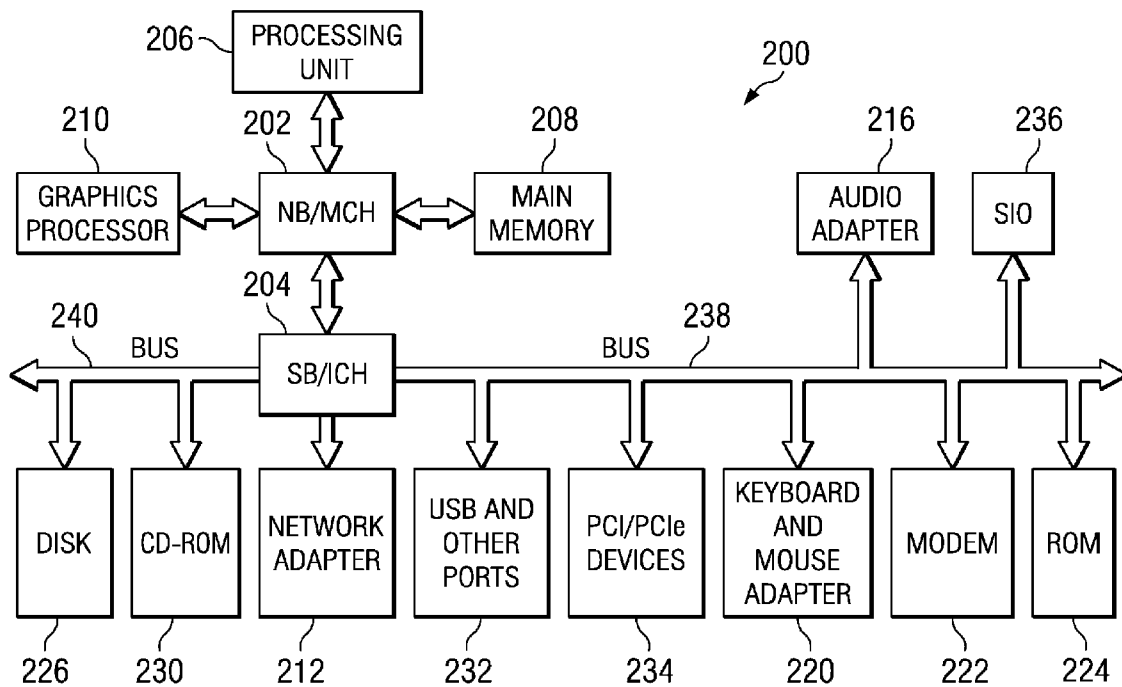 206
PROCESSING
UNIT
200
210
202
208
216
236
GRAPHICS
PROCESSOR
NB/MCH
MAIN
MEMORY
AUDIO
ADAPTER
SIO
204
240
BUS
SB/ICH
BUS
238
DISK
CD-ROM
NETWORK
ADAPTER
USB AND
OTHER
PORTS
PCI/PCIe
DEVICES
KEYBOARD
AND
MOUSE
ADAPTER
MODEM
ROM
226
230
212
232
234
220
222
224